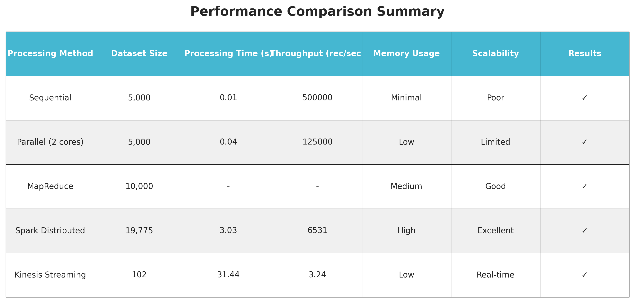 Performance Comparison Summary
Processing Method Dataset Size Processing Time (s) Throughput (rec/sec Memory Usage Scalability Results
Sequential 5,000 0.01 500000 Minimal Poor ✓
Parallel (2 cores) 5,000 0.04 125000 Low Limited ✓
MapReduce 10,000 - - Medium Good ✓
Spark Distributed 19,775 3.03 6531 High Excellent ✓
Kinesis Streaming 102 31.44 3.24 Low Real-time ✓